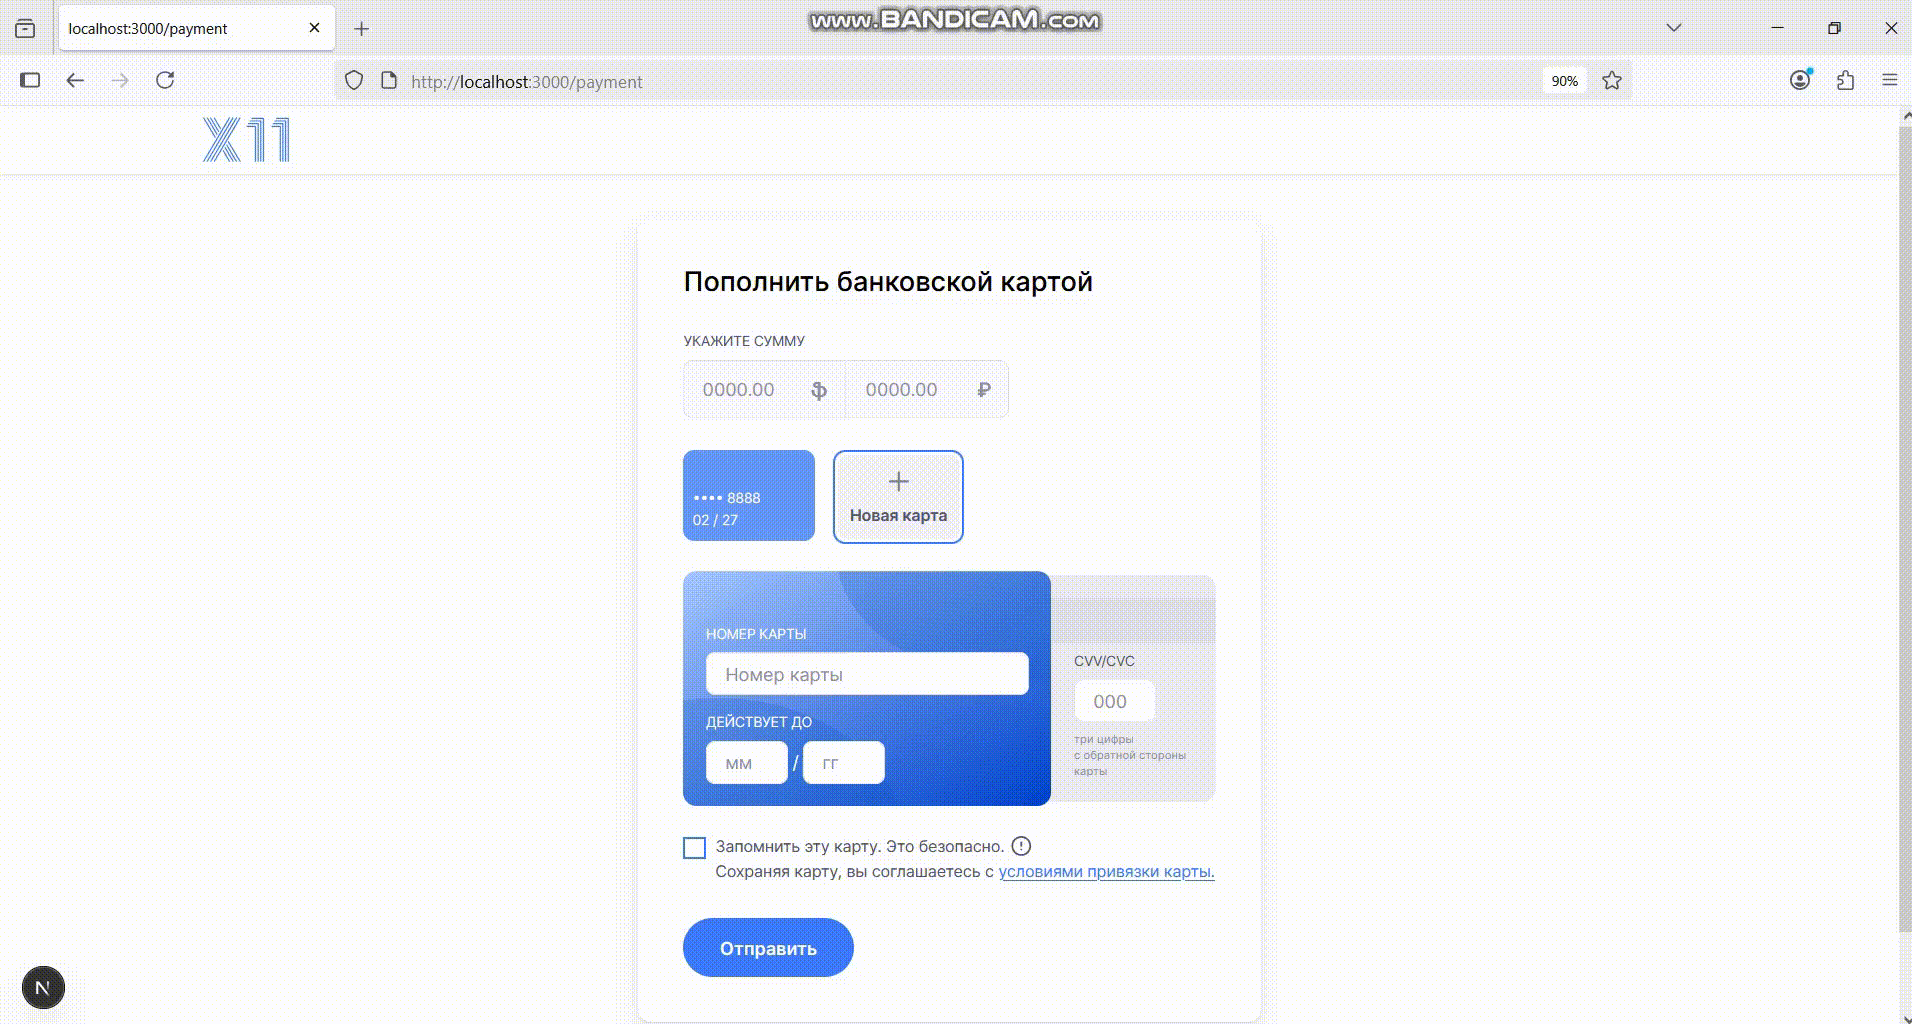 localhost:3000/payment
www.BANDICAM.com
http://localhost:3000/payment
90%
X11
Пополнить банковской картой
УКАЖИТЕ СУММУ
0000.00
0000.00 ₽
•••• 8888
02 / 27
Новая карта
НОМЕР КАРТЫ
Номер карты
ДЕЙСТВУЕТ ДО
мм / гг
CVV/CVC
000
три цифры
с обратной стороны
карты
Запомнить эту карту. Это безопасно.
Сохраняя карту, вы соглашаетесь с условиями привязки карты.
Отправить
N